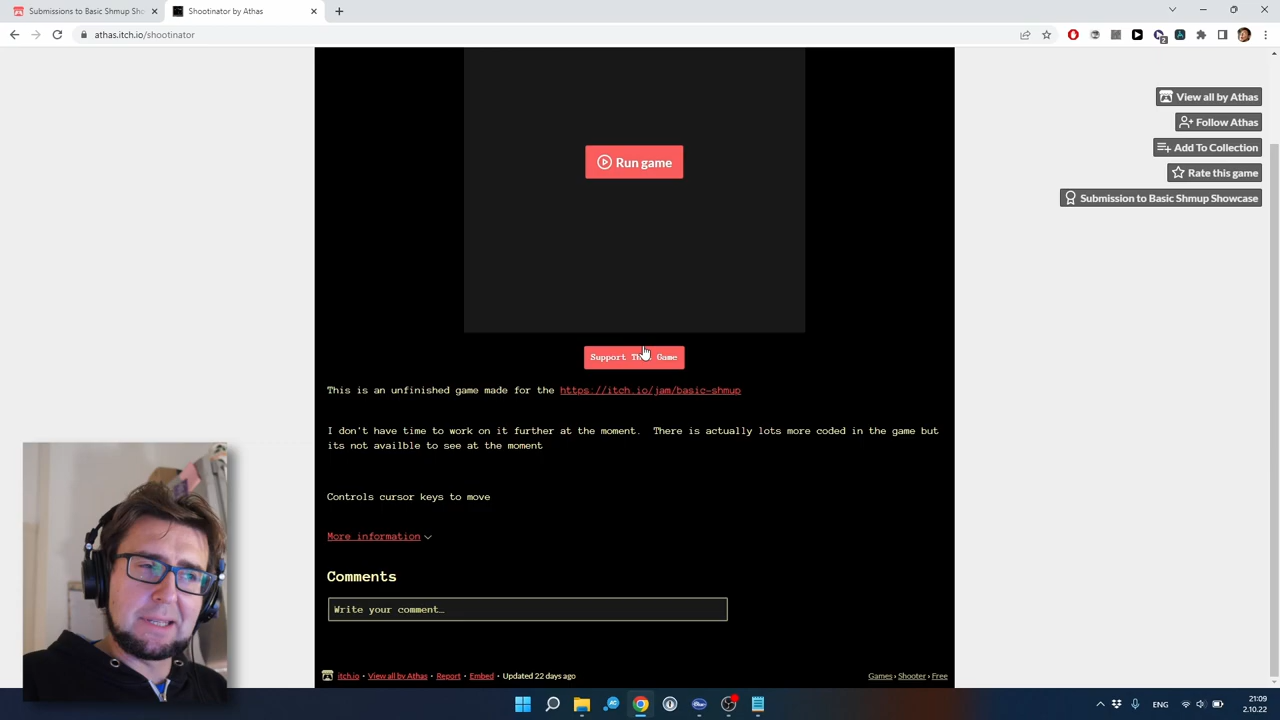 Submissions to Basic Shmup Sho
Shootinator by Athas
athas.itch.io/shootinator
View all by Athas
Follow Athas
Add To Collection
Rate this game
Submission to Basic Shmup Showcase
Run game
Support Game
This is an unfinished game made for the https://itch.io/jam/basic-shmup
I don't have time to work on it further at the moment. There is actually lots more coded in the game but
its not availble to see at the moment
Controls cursor keys to move
More information
Comments
Write your comment…
itch.io · View all by Athas · Report · Embed · Updated 22 days ago
Games › Shooter › Free
ENG
21:09
2.10.22